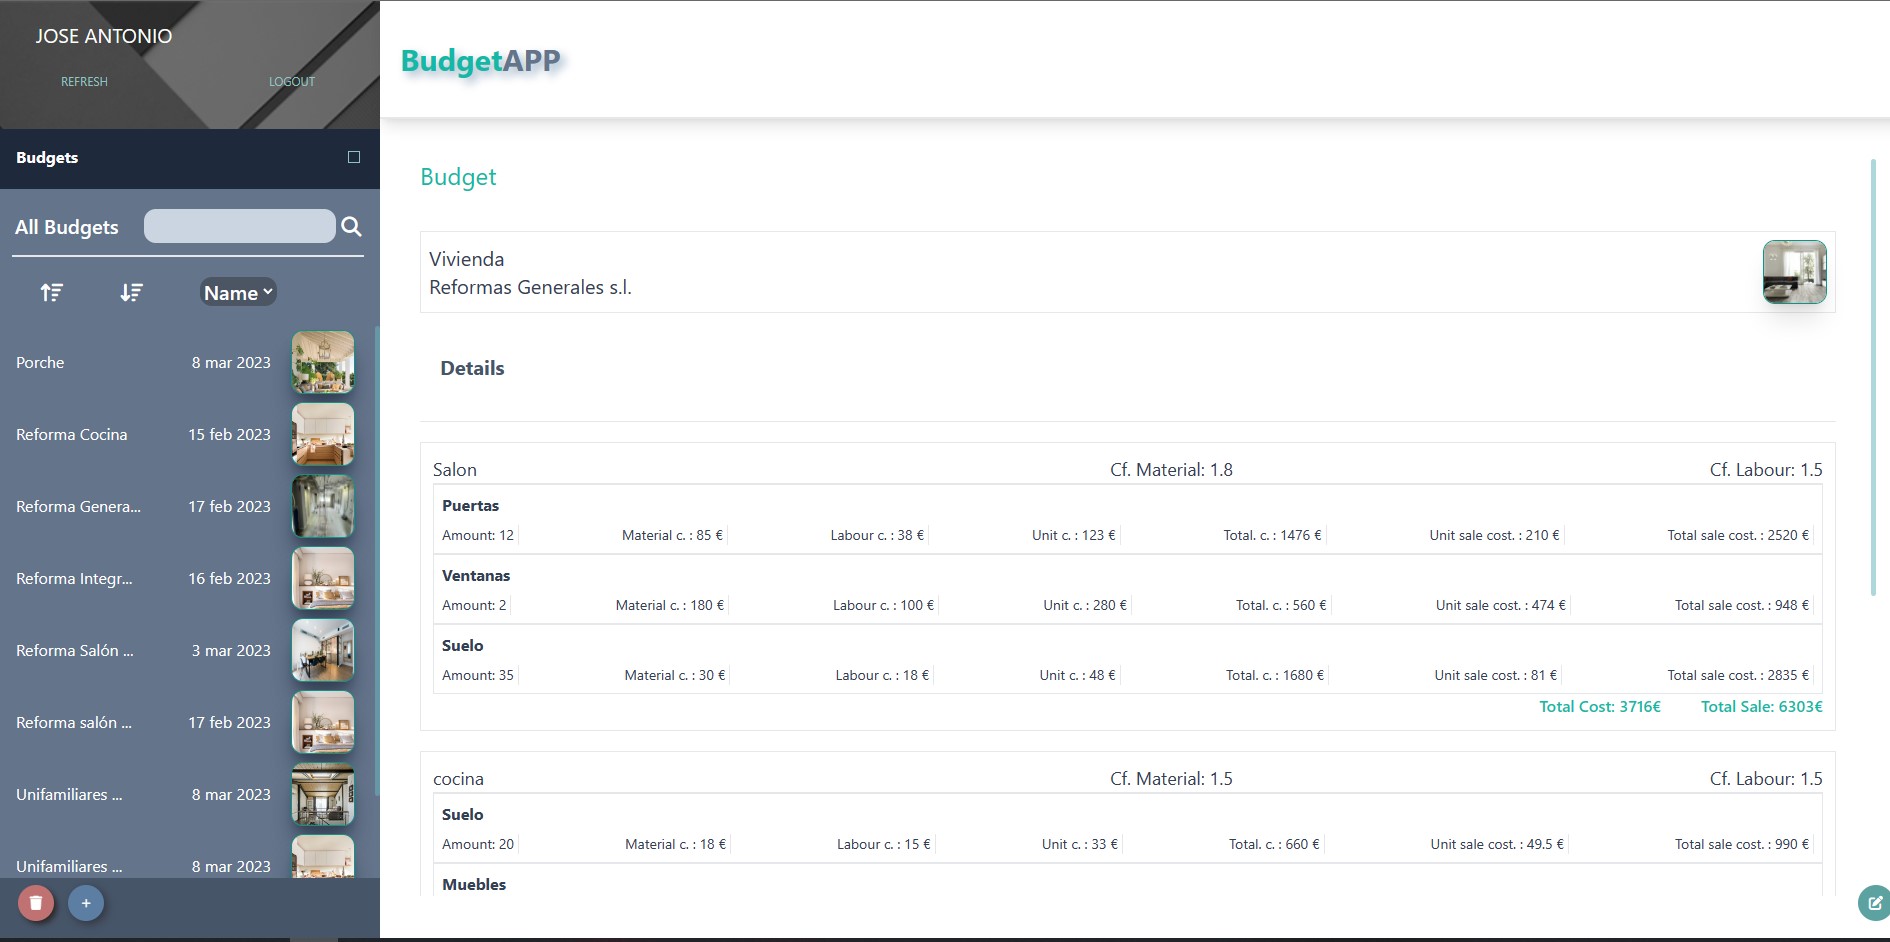 JOSE ANTONIO
REFRESH LOGOUT
Budgets
All Budgets
Name
Porche 8 mar 2023
Reforma Cocina 15 feb 2023
Reforma Genera... 17 feb 2023
Reforma Integr... 16 feb 2023
Reforma Salón ... 3 mar 2023
Reforma salón ... 17 feb 2023
Unifamiliares ... 8 mar 2023
Unifamiliares ... 8 mar 2023
+
BudgetAPP
Budget
Vivienda
Reformas Generales s.l.
Details
Salon Cf. Material: 1.8 Cf. Labour: 1.5
Puertas
Amount: 12 Material c. : 85 € Labour c. : 38 € Unit c. : 123 € Total. c. : 1476 € Unit sale cost. : 210 € Total sale cost. : 2520 €
Ventanas
Amount: 2 Material c. : 180 € Labour c. : 100 € Unit c. : 280 € Total. c. : 560 € Unit sale cost. : 474 € Total sale cost. : 948 €
Suelo
Amount: 35 Material c. : 30 € Labour c. : 18 € Unit c. : 48 € Total. c. : 1680 € Unit sale cost. : 81 € Total sale cost. : 2835 €
Total Cost: 3716€ Total Sale: 6303€
cocina Cf. Material: 1.5 Cf. Labour: 1.5
Suelo
Amount: 20 Material c. : 18 € Labour c. : 15 € Unit c. : 33 € Total. c. : 660 € Unit sale cost. : 49.5 € Total sale cost. : 990 €
Muebles